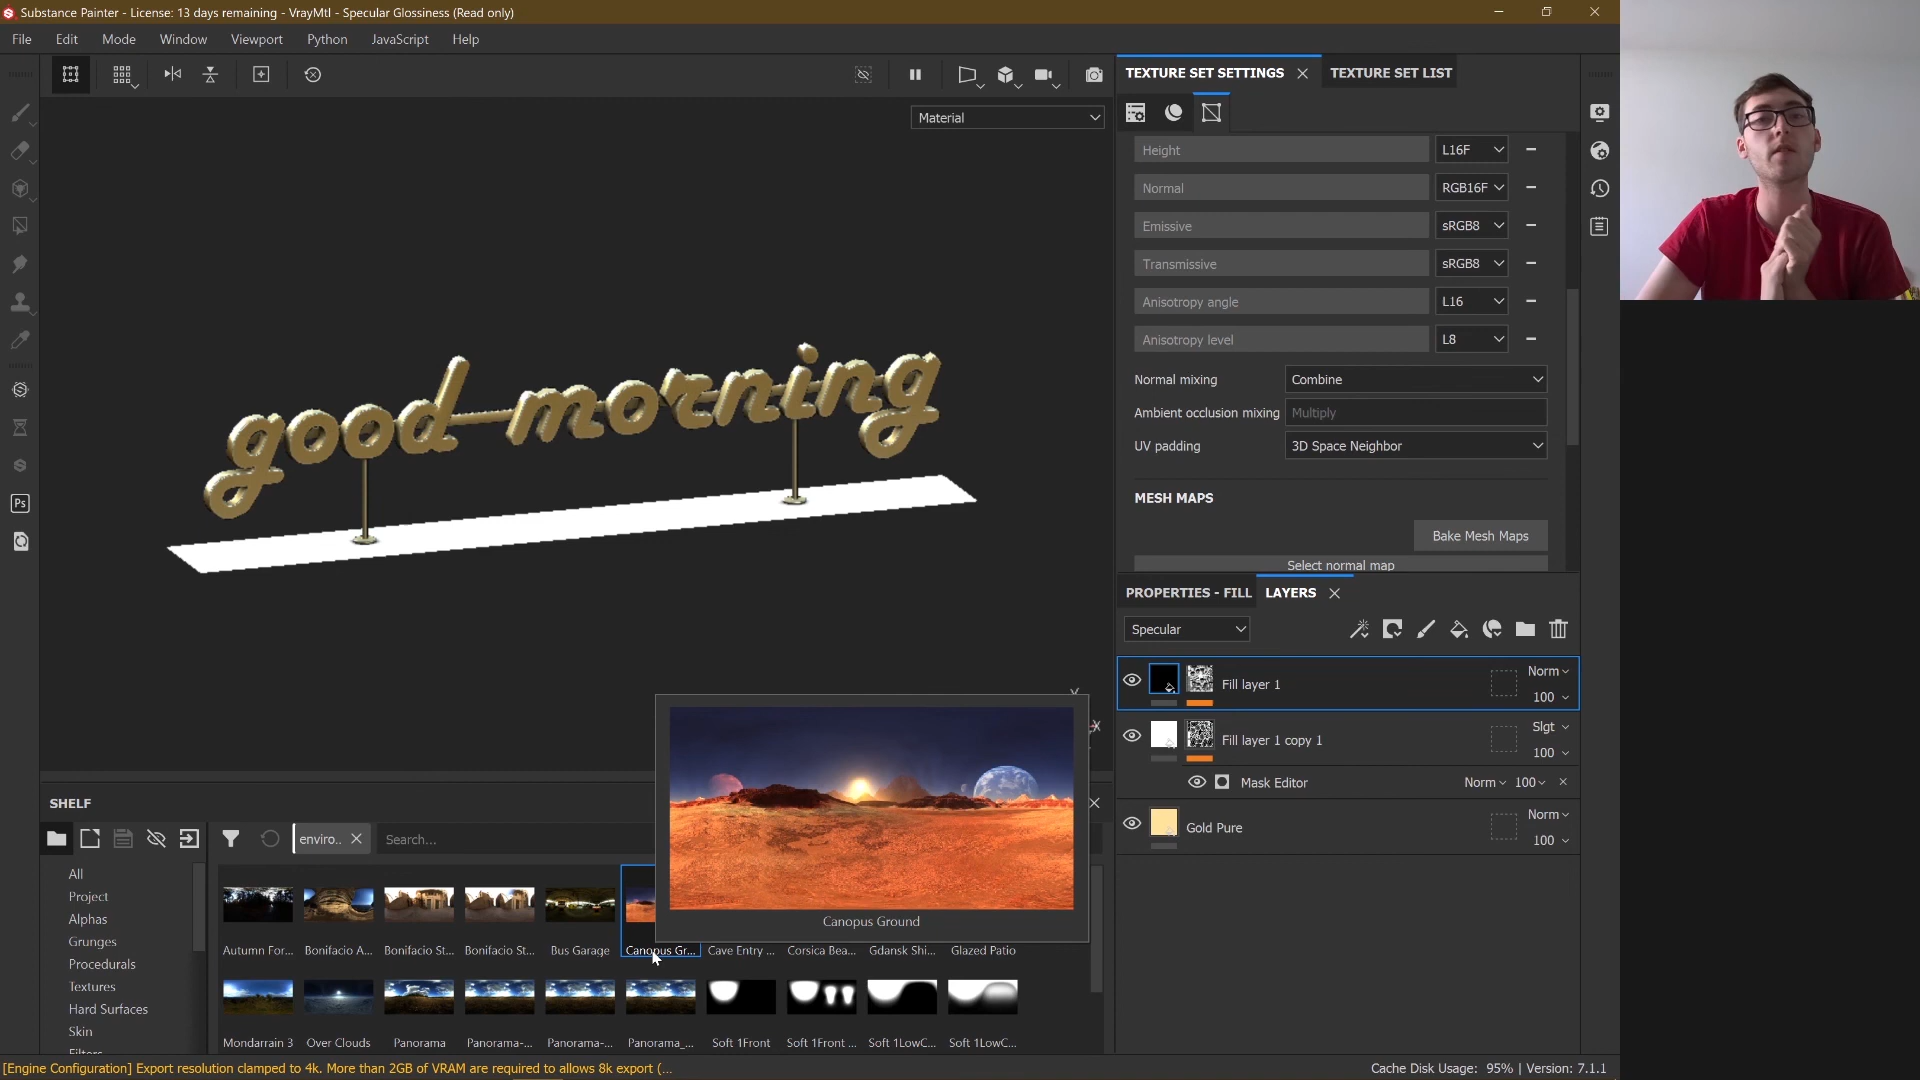 Substance Painter - License: 13 days remaining - VrayMtl - Specular Glossiness (Read only)
File Edit Mode Window Viewport Python JavaScript Help
Material
good morning
TEXTURE SET SETTINGS
TEXTURE SET LIST
Height L16F
Normal RGB16F
Emissive sRGB8
Transmissive sRGB8
Anisotropy angle L16
Anisotropy level L8
Normal mixing Combine
Ambient occlusion mixing Multiply
UV padding 3D Space Neighbor
MESH MAPS
Bake Mesh Maps
Select normal map
PROPERTIES - FILL LAYERS
Specular
Fill layer 1 Norm 100
Fill layer 1 copy 1 Slgt 100
Mask Editor Norm 100
Gold Pure Norm 100
Ps
Y
X
SHELF
enviro.. Search...
All
Project
Alphas
Grunges
Procedurals
Textures
Hard Surfaces
Skin
Filters
Canopus Ground
Autumn For... Bonifacio A... Bonifacio St... Bonifacio St... Bus Garage Canopus Gr... Cave Entry ... Corsica Bea... Gdansk Shi... Glazed Patio
Mondarrain 3 Over Clouds Panorama Panorama-... Panorama-... Panorama_... Soft 1Front Soft 1Front ... Soft 1LowC... Soft 1LowC...
[Engine Configuration] Export resolution clamped to 4k. More than 2GB of VRAM are required to allows 8k export (...
Cache Disk Usage: 95% | Version: 7.1.1